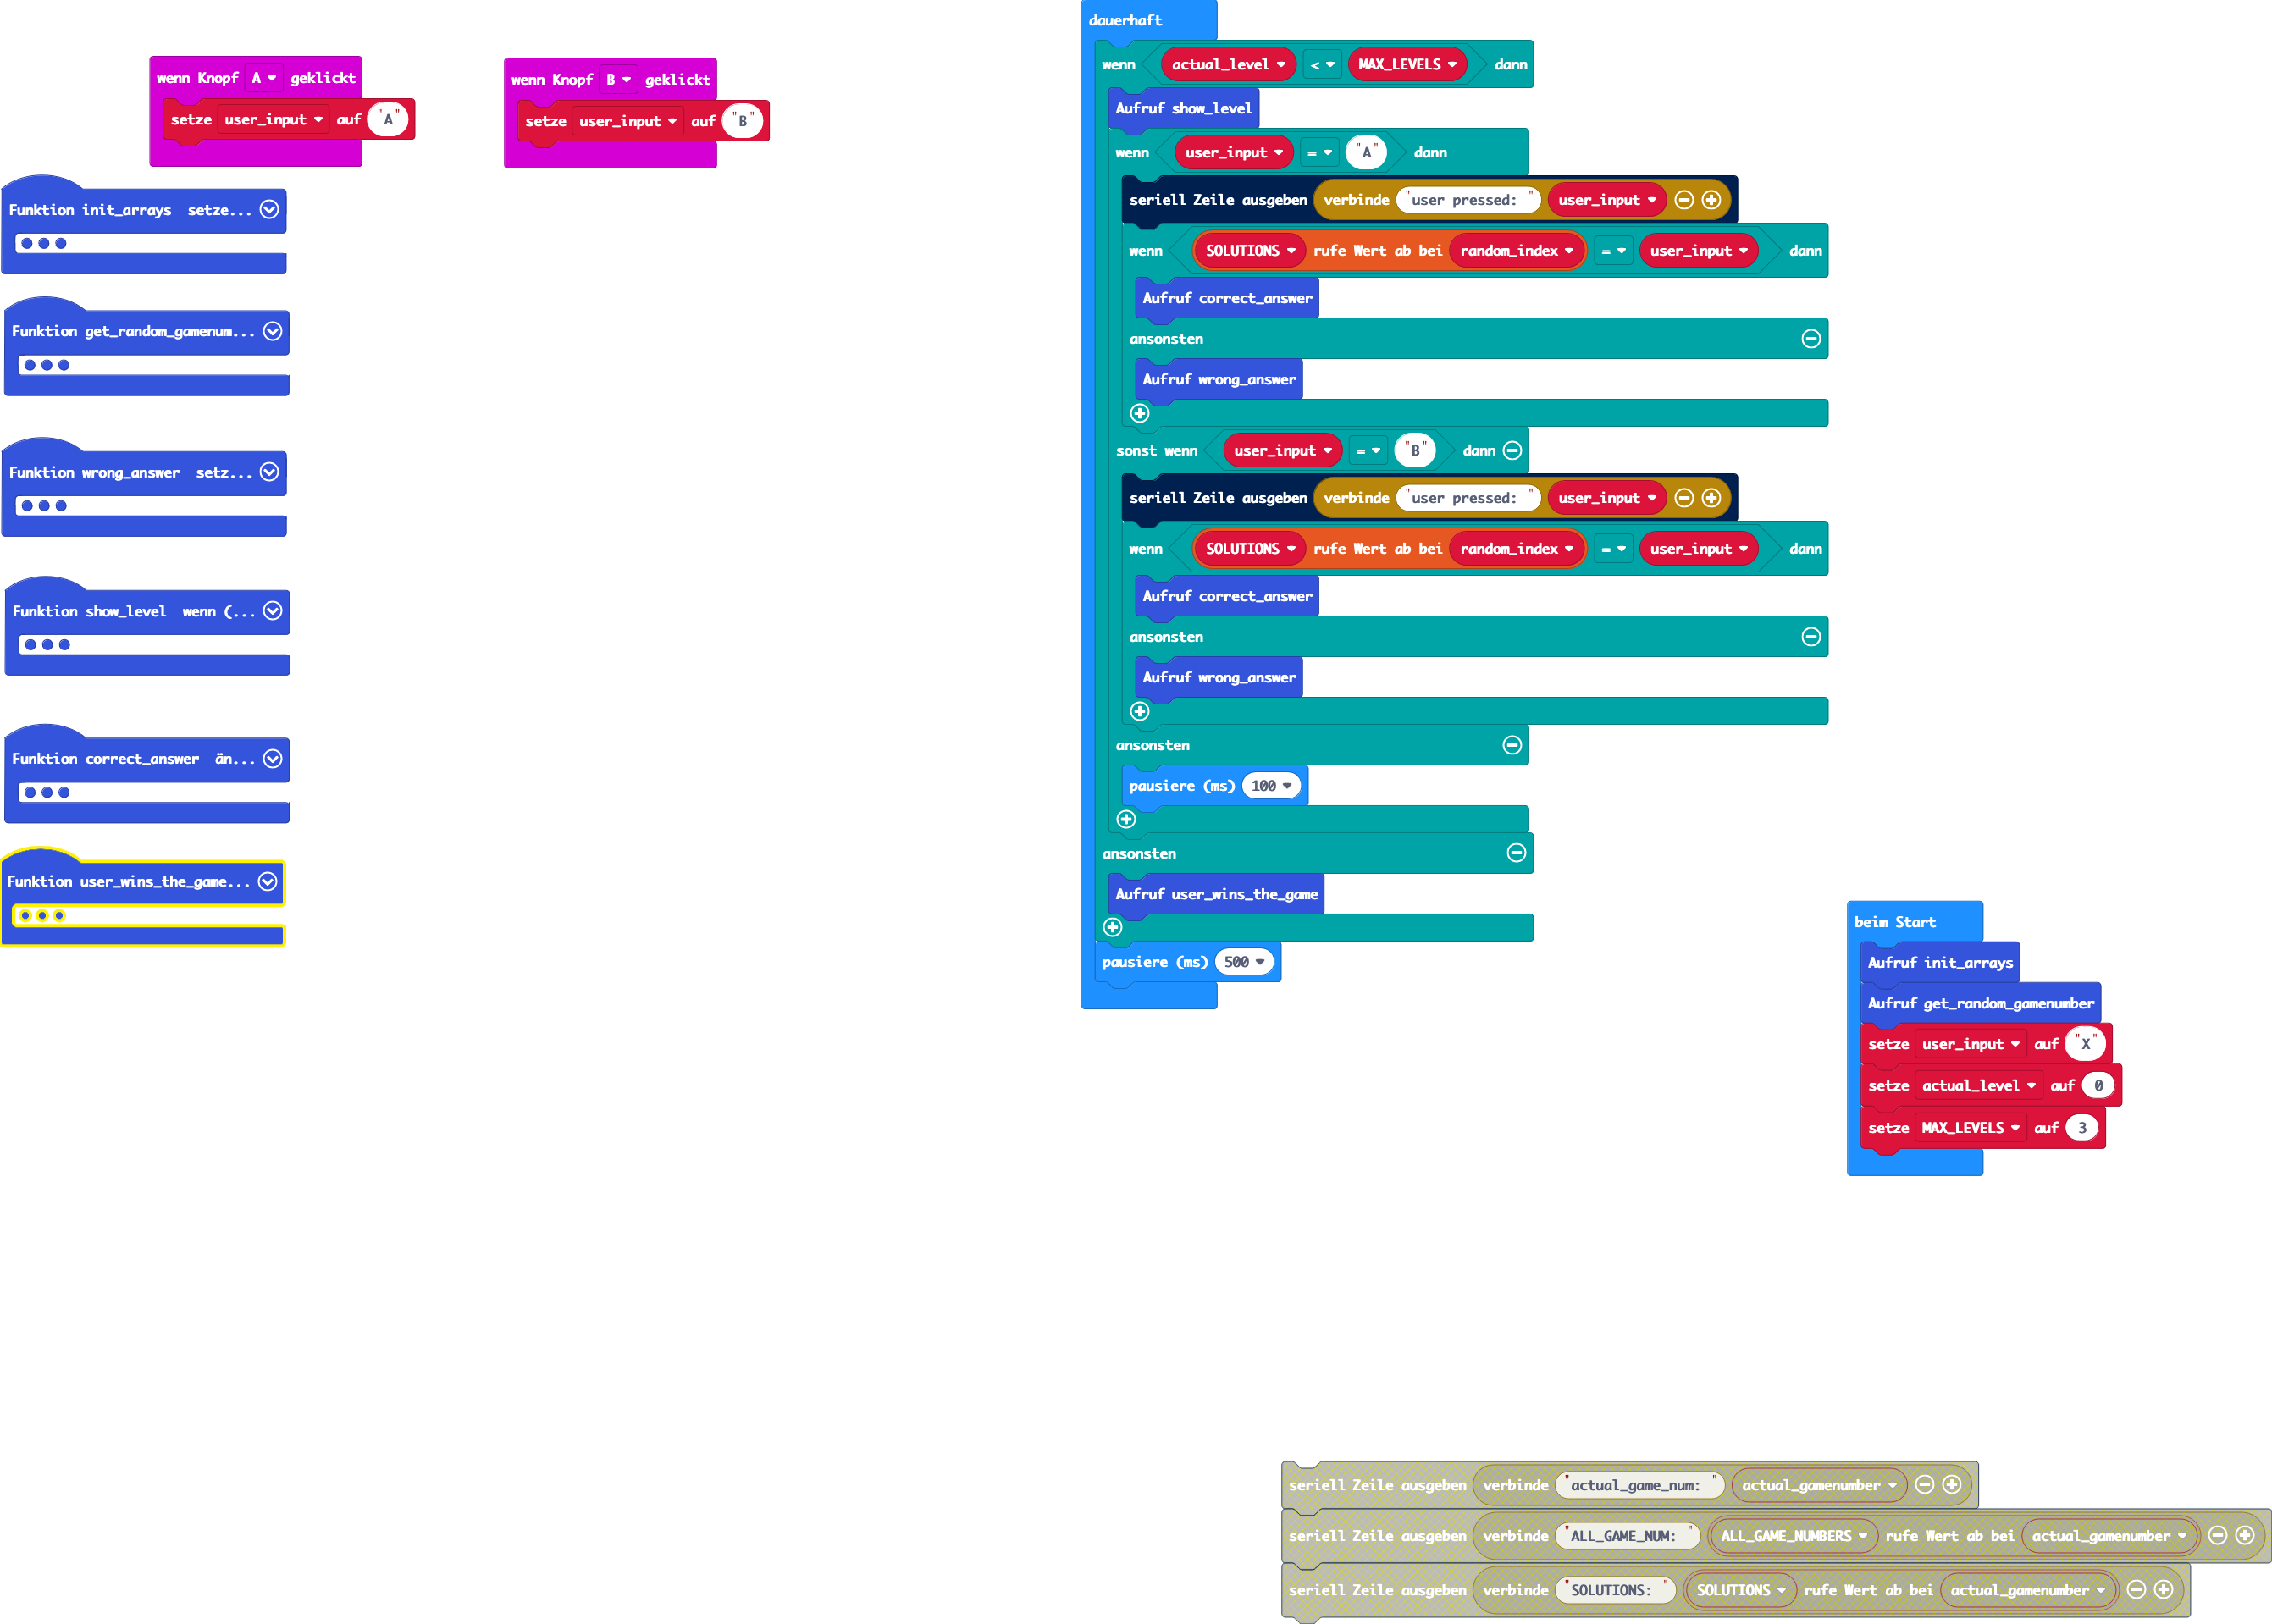 wenn Knopf A geklickt
setze user_input auf "A"
wenn Knopf B geklickt
setze user_input auf "B"
Funktion init_arrays setze...
Funktion get_random_gamenum...
Funktion wrong_answer setz...
Funktion show_level wenn (...
Funktion correct_answer än...
Funktion user_wins_the_game...
dauerhaft
wenn actual_level < MAX_LEVELS dann
Aufruf show_level
wenn user_input = "A" dann
seriell Zeile ausgeben verbinde "user pressed: " user_input
wenn SOLUTIONS rufe Wert ab bei random_index = user_input dann
Aufruf correct_answer
ansonsten
Aufruf wrong_answer
sonst wenn user_input = "B" dann
seriell Zeile ausgeben verbinde "user pressed: " user_input
wenn SOLUTIONS rufe Wert ab bei random_index = user_input dann
Aufruf correct_answer
ansonsten
Aufruf wrong_answer
ansonsten
pausiere (ms) 100
ansonsten
Aufruf user_wins_the_game
pausiere (ms) 500
beim Start
Aufruf init_arrays
Aufruf get_random_gamenumber
setze user_input auf "X"
setze actual_level auf 0
setze MAX_LEVELS auf 3
seriell Zeile ausgeben verbinde "actual_game_num: " actual_gamenumber
seriell Zeile ausgeben verbinde "ALL_GAME_NUM: " ALL_GAME_NUMBERS rufe Wert ab bei actual_gamenumber
seriell Zeile ausgeben verbinde "SOLUTIONS: " SOLUTIONS rufe Wert ab bei actual_gamenumber